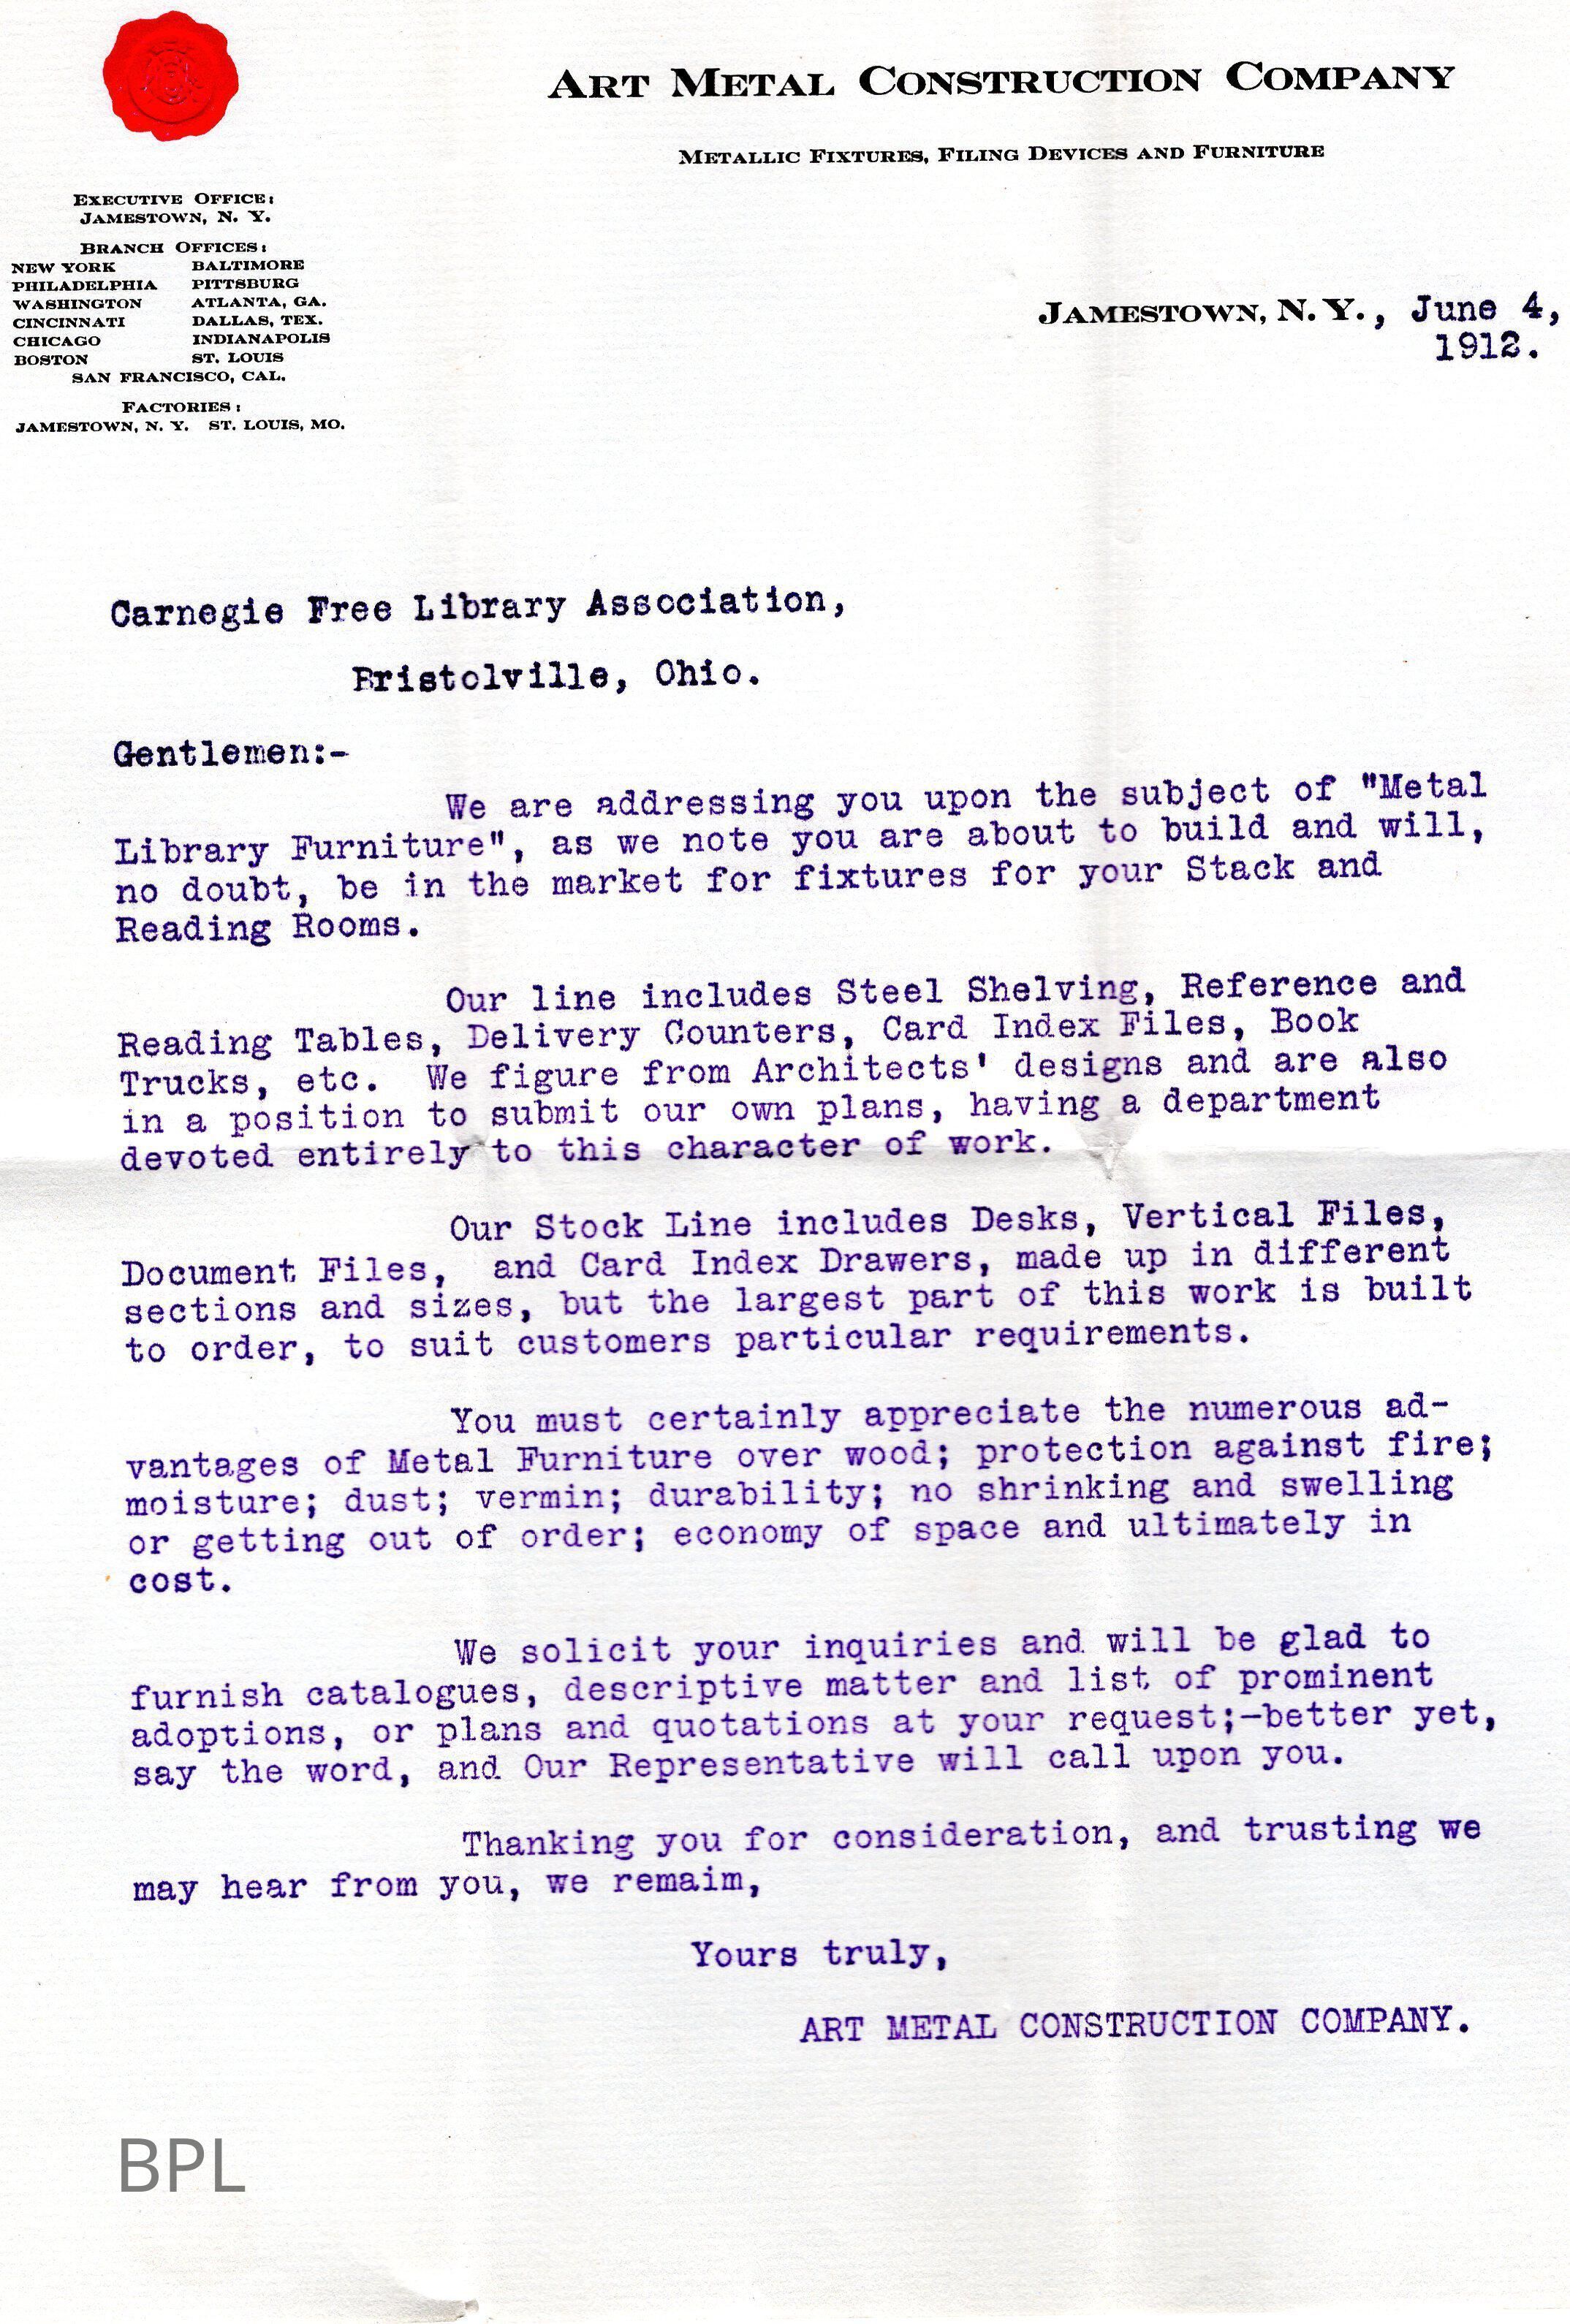 ART METAL CONSTRUCTION COMPANY
METALLIC FIXTURES, FILING DEVICES AND FURNITURE
EXECUTIVE OFFICE:
JAMESTOWN, N. Y.
BRANCH OFFICES:
NEW YORK BALTIMORE
PHILADELPHIA PITTSBURG
WASHINGTON ATLANTA, GA.
CINCINNATI DALLAS, TEX.
CHICAGO INDIANAPOLIS
BOSTON ST. LOUIS
SAN FRANCISCO, CAL.
FACTORIES:
JAMESTOWN, N. Y. ST. LOUIS, MO.
JAMESTOWN, N. Y., June 4,
1912.
Carnegie Free Library Association,
Bristolville, Ohio.
Gentlemen:-
We are addressing you upon the subject of "Metal
Library Furniture", as we note you are about to build and will,
no doubt, be in the market for fixtures for your Stack and
Reading Rooms.
Our line includes Steel Shelving, Reference and
Reading Tables, Delivery Counters, Card Index Files, Book
Trucks, etc. We figure from Architects' designs and are also
in a position to submit our own plans, having a department
devoted entirely to this character of work.
Our Stock Line includes Desks, Vertical Files,
Document Files, and Card Index Drawers, made up in different
sections and sizes, but the largest part of this work is built
to order, to suit customers particular requirements.
You must certainly appreciate the numerous ad-
vantages of Metal Furniture over wood; protection against fire;
moisture; dust; vermin; durability; no shrinking and swelling
or getting out of order; economy of space and ultimately in
cost.
We solicit your inquiries and will be glad to
furnish catalogues, descriptive matter and list of prominent
adoptions, or plans and quotations at your request;-better yet,
say the word, and Our Representative will call upon you.
Thanking you for consideration, and trusting we
may hear from you, we remaim,
Yours truly,
ART METAL CONSTRUCTION COMPANY.
BPL